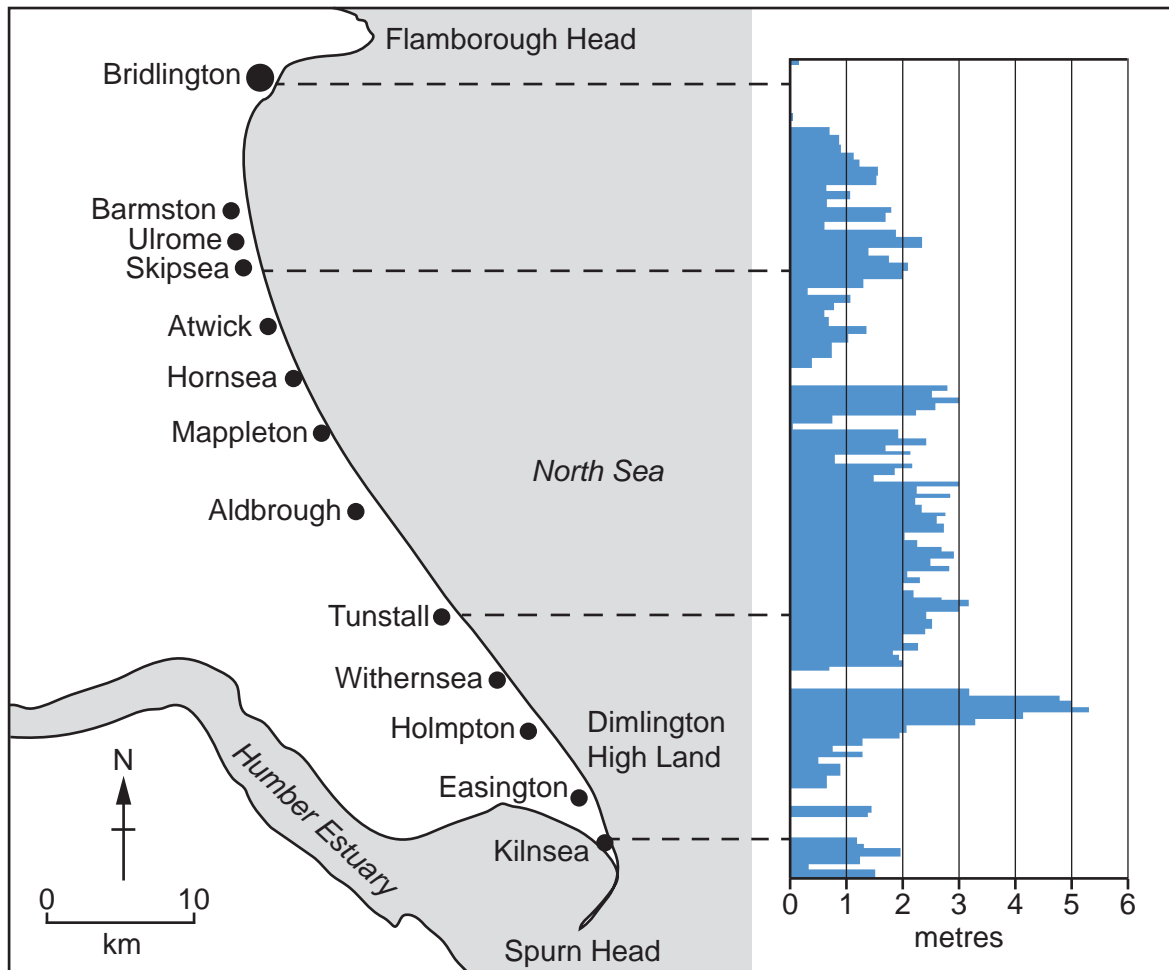 Flamborough Head
Bridlington
Barmston
Ulrome
Skipsea
Atwick
Hornsea
Mappleton
North Sea
Aldbrough
Tunstall
Withernsea
Holmpton
Dimlington
High Land
Easington
Kilnsea
Humber Estuary
Spurn Head
N
0 10
km
0 1 2 3 4 5 6
metres